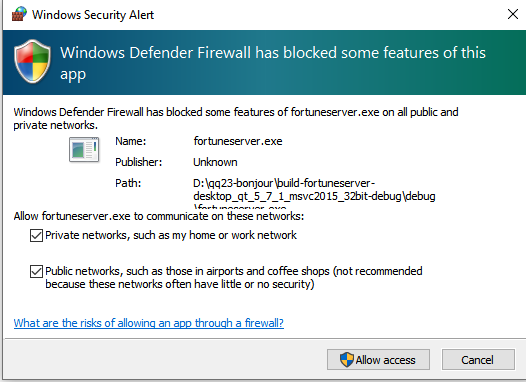 Windows Security Alert
Windows Defender Firewall has blocked some features of this
app
Windows Defender Firewall has blocked some features of fortuneserver.exe on all public and
private networks.
Name: fortuneserver.exe
Publisher: Unknown
Path: D:\qq23-bonjour\build-fortuneserver-
desktop_qt_5_7_1_msvc2015_32bit-debug\debug
\fortuneserver.exe
Allow fortuneserver.exe to communicate on these networks:
Private networks, such as my home or work network
Public networks, such as those in airports and coffee shops (not recommended
because these networks often have little or no security)
What are the risks of allowing an app through a firewall?
Allow access
Cancel